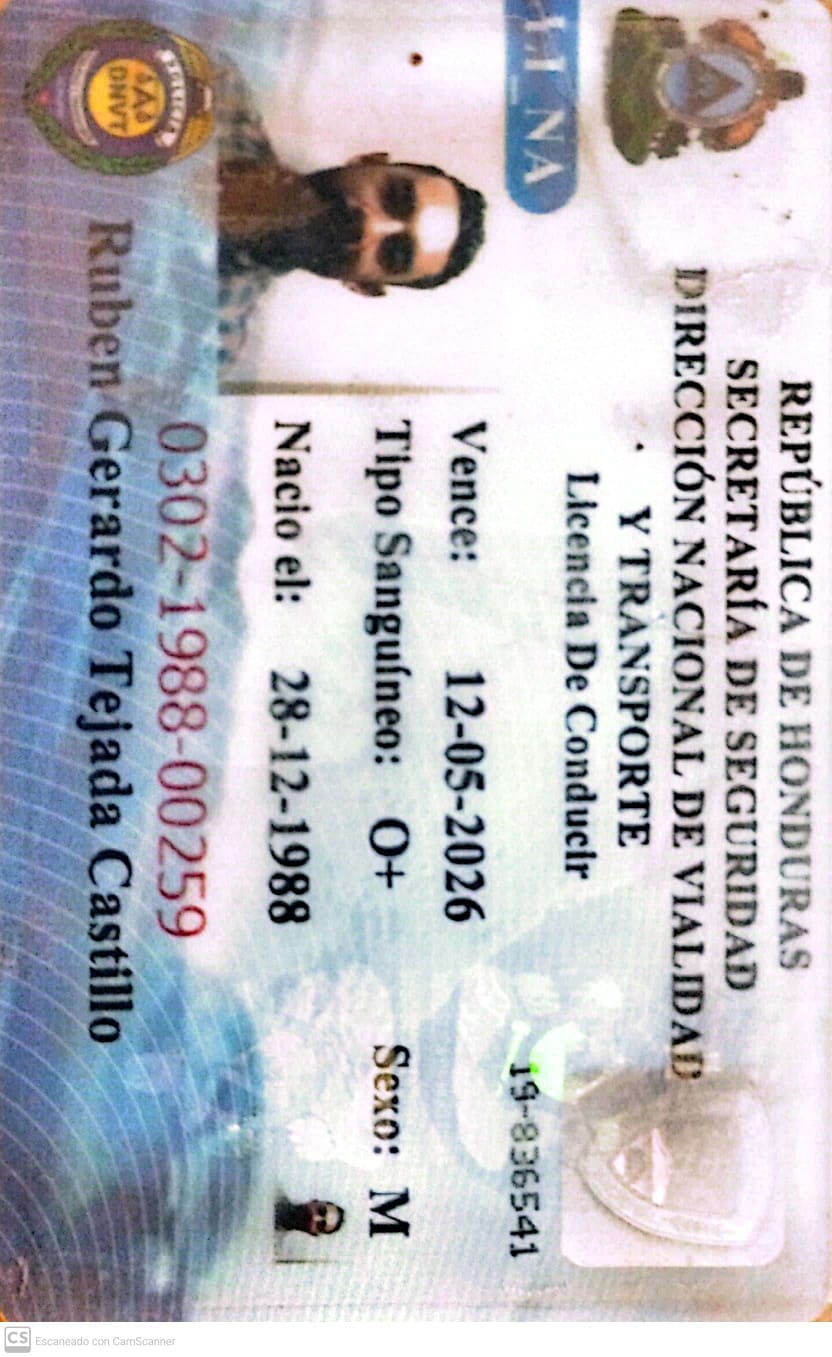 REPÚBLICA DE HONDURAS
SECRETARÍA DE SEGURIDAD
DIRECCIÓN NACIONAL DE VIALIDAD
Y TRANSPORTE
Licencia De Conducir
LI_NA
19-836541
Vence: 12-05-2026
Tipo Sanguíneo: O+ Sexo: M
Nacio el: 28-12-1988
0302-1988-00259
Ruben Gerardo Tejada Castillo
POLICIA
DNVT
CS Escaneado con CamScanner